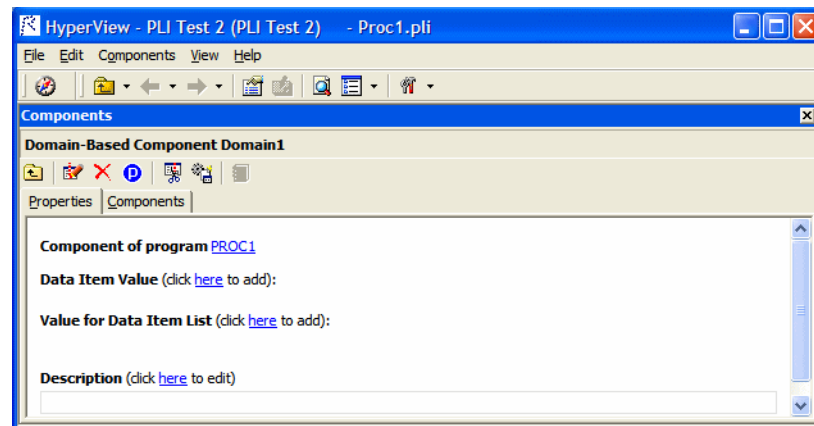 HyperView - PLI Test 2 (PLI Test 2) - Proc1.pli
File Edit Components View Help
Components
Domain-Based Component Domain1
Properties Components
Component of program PROC1
Data Item Value (click here to add):
Value for Data Item List (click here to add):
Description (click here to edit)